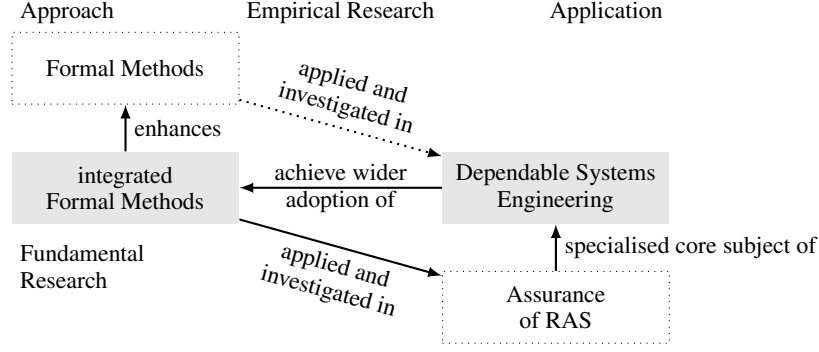 Approach
Empirical Research
Application
Formal Methods
applied and
investigated in
enhances
integrated
Formal Methods
achieve wider
adoption of
Dependable Systems
Engineering
Fundamental
Research
applied and
investigated in
specialised core subject of
Assurance
of RAS